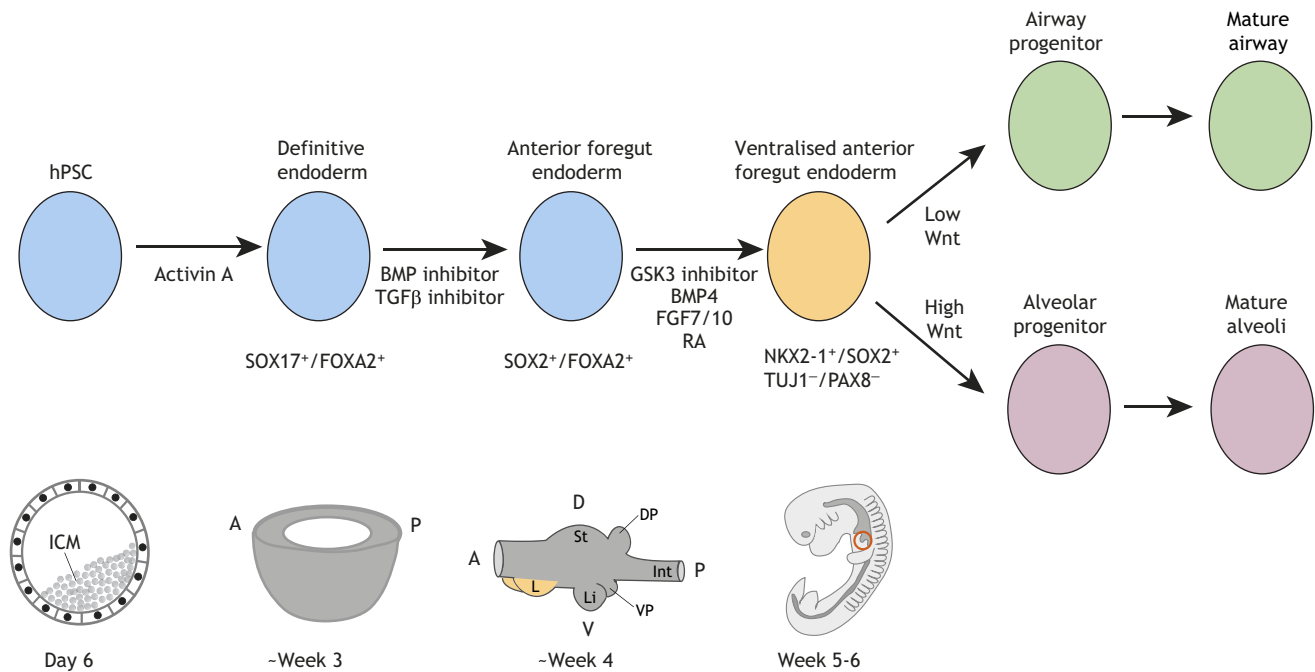 Airway
progenitor
Mature
airway
hPSC
Definitive
endoderm
Anterior foregut
endoderm
Ventralised anterior
foregut endoderm
Activin A
BMP inhibitor
TGFβ inhibitor
GSK3 inhibitor
BMP4
FGF7/10
RA
Low
Wnt
High
Wnt
SOX17⁺/FOXA2⁺
SOX2⁺/FOXA2⁺
NKX2-1⁺/SOX2⁺
TUJ1⁻/PAX8⁻
Alveolar
progenitor
Mature
alveoli
ICM
A
P
D
St
DP
A
L
Li
Int
P
VP
V
Day 6
~Week 3
~Week 4
Week 5-6